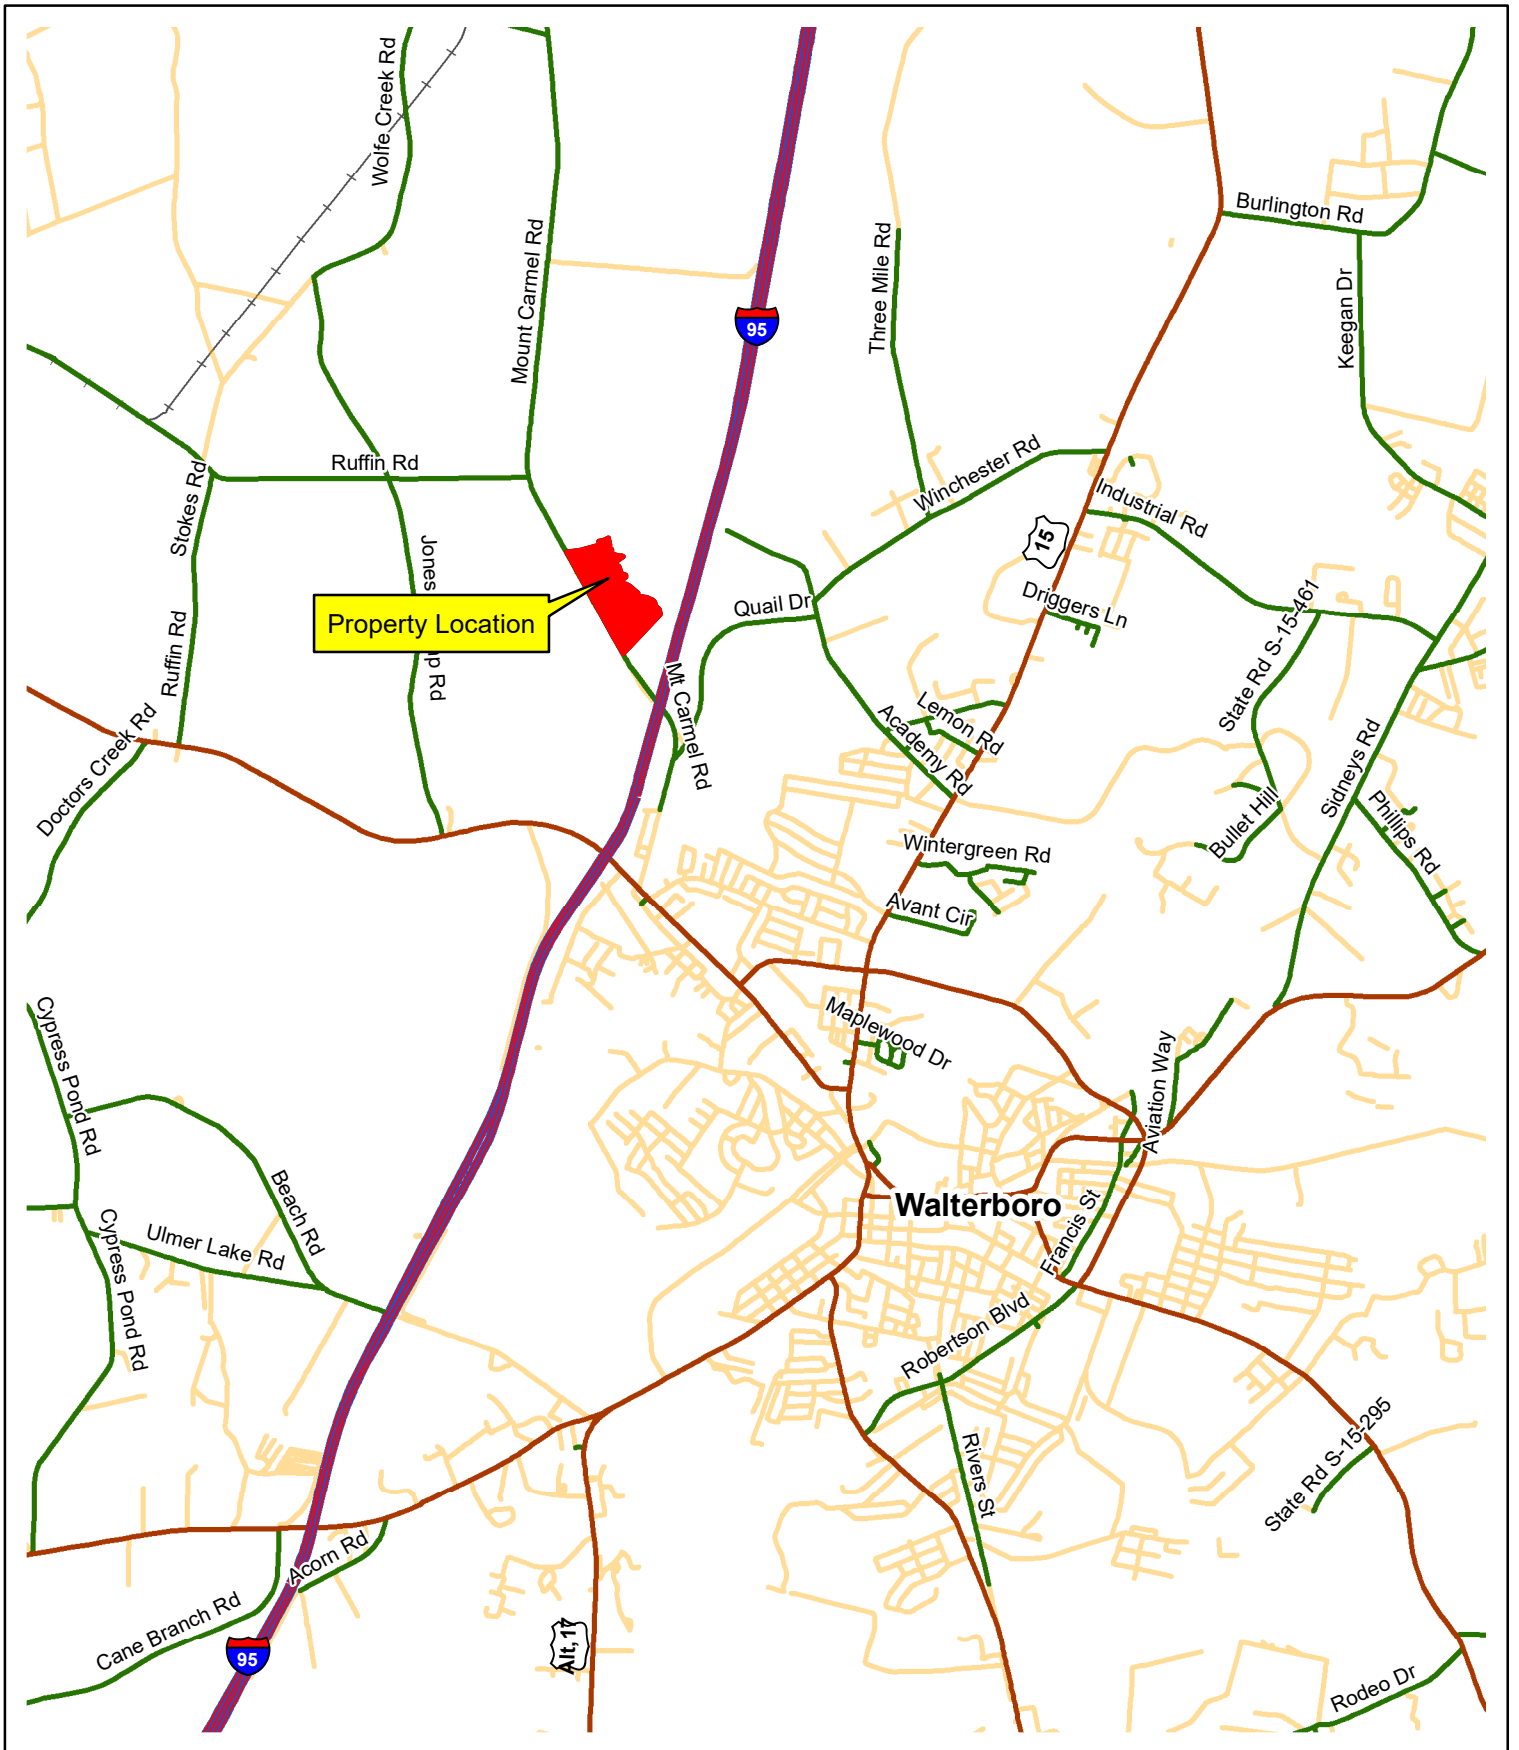 Wolfe Creek Rd
Mount Carmel Rd
Three Mile Rd
Burlington Rd
Keegan Dr
95
Stokes Rd
Ruffin Rd
Winchester Rd
Industrial Rd
15
Jones
Property Location
Quail Dr
Driggers Ln
State Rd S-15-461
Ruffin Rd
Rd
Mt Carmel Rd
Lemon Rd
Academy Rd
Doctors Creek Rd
Sidneys Rd
Bullet Hill
Phillips Rd
Wintergreen Rd
Avant Cir
Cypress Pond Rd
Maplewood Dr
Aviation Way
Beach Rd
Walterboro
Francis St
Cypress Pond Rd
Ulmer Lake Rd
Robertson Blvd
Rivers St
State Rd S-15-295
Acorn Rd
Cane Branch Rd
95
Alt,17
Rodeo Dr